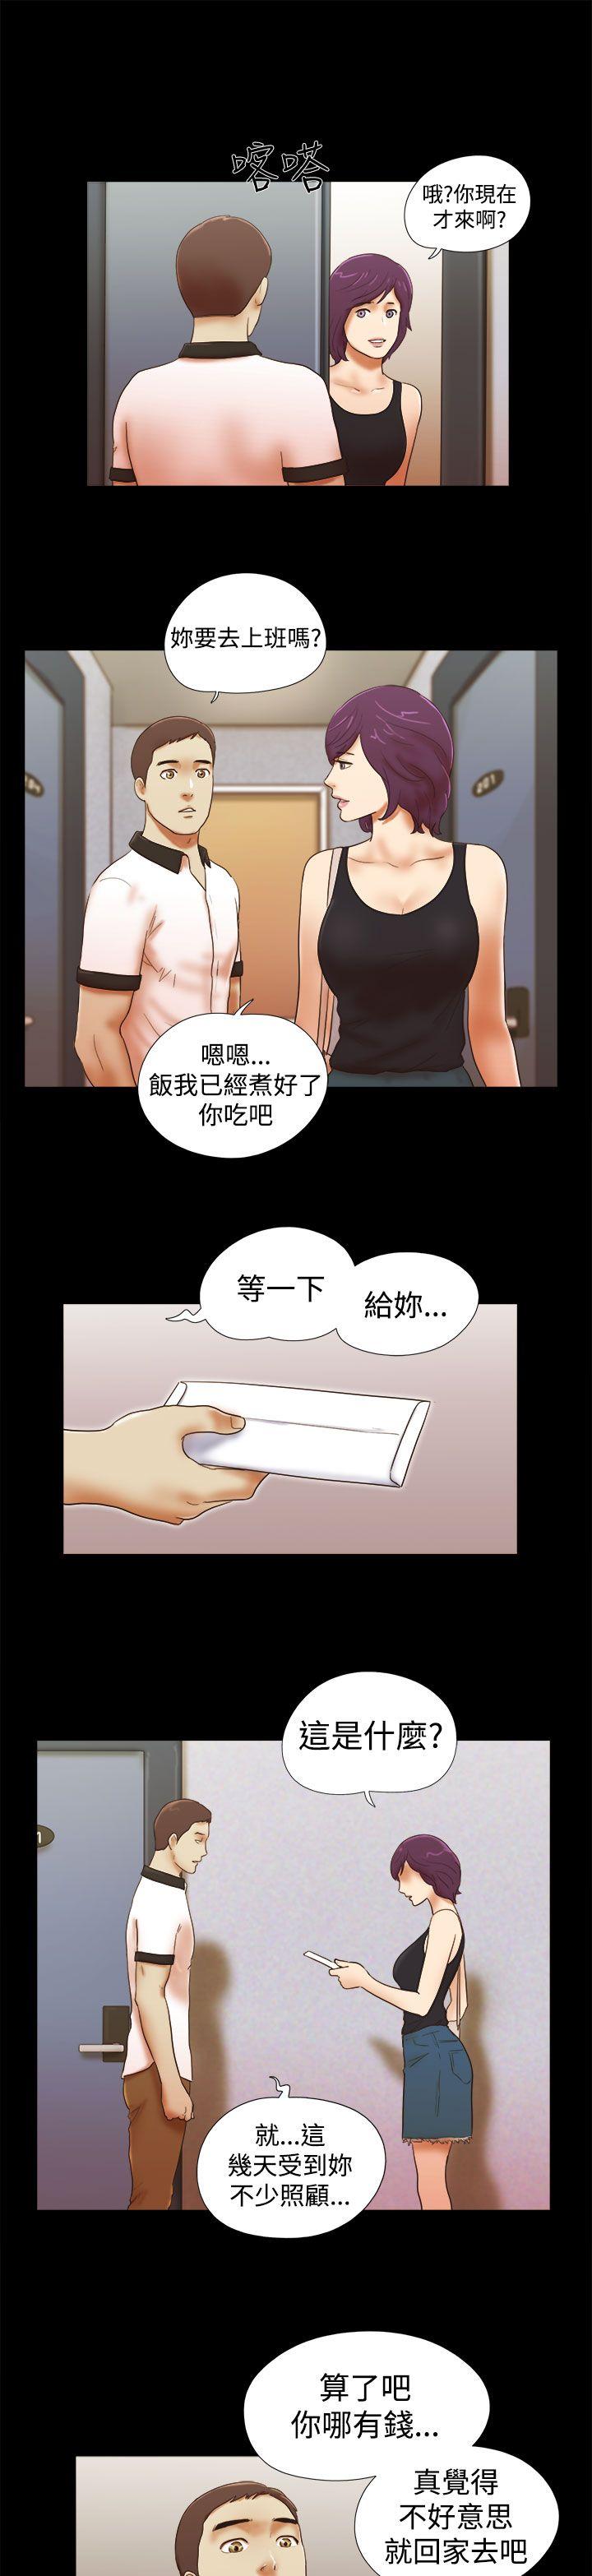 喀嗒
哦?你現在
才來啊?
妳要去上班嗎?
204
201
嗯嗯...
飯我已經煮好了
你吃吧
等一下
給妳...
這是什麼?
1
就...這
幾天受到妳
不少照顧...
算了吧
你哪有錢...
真覺得
不好意思
就回家去吧